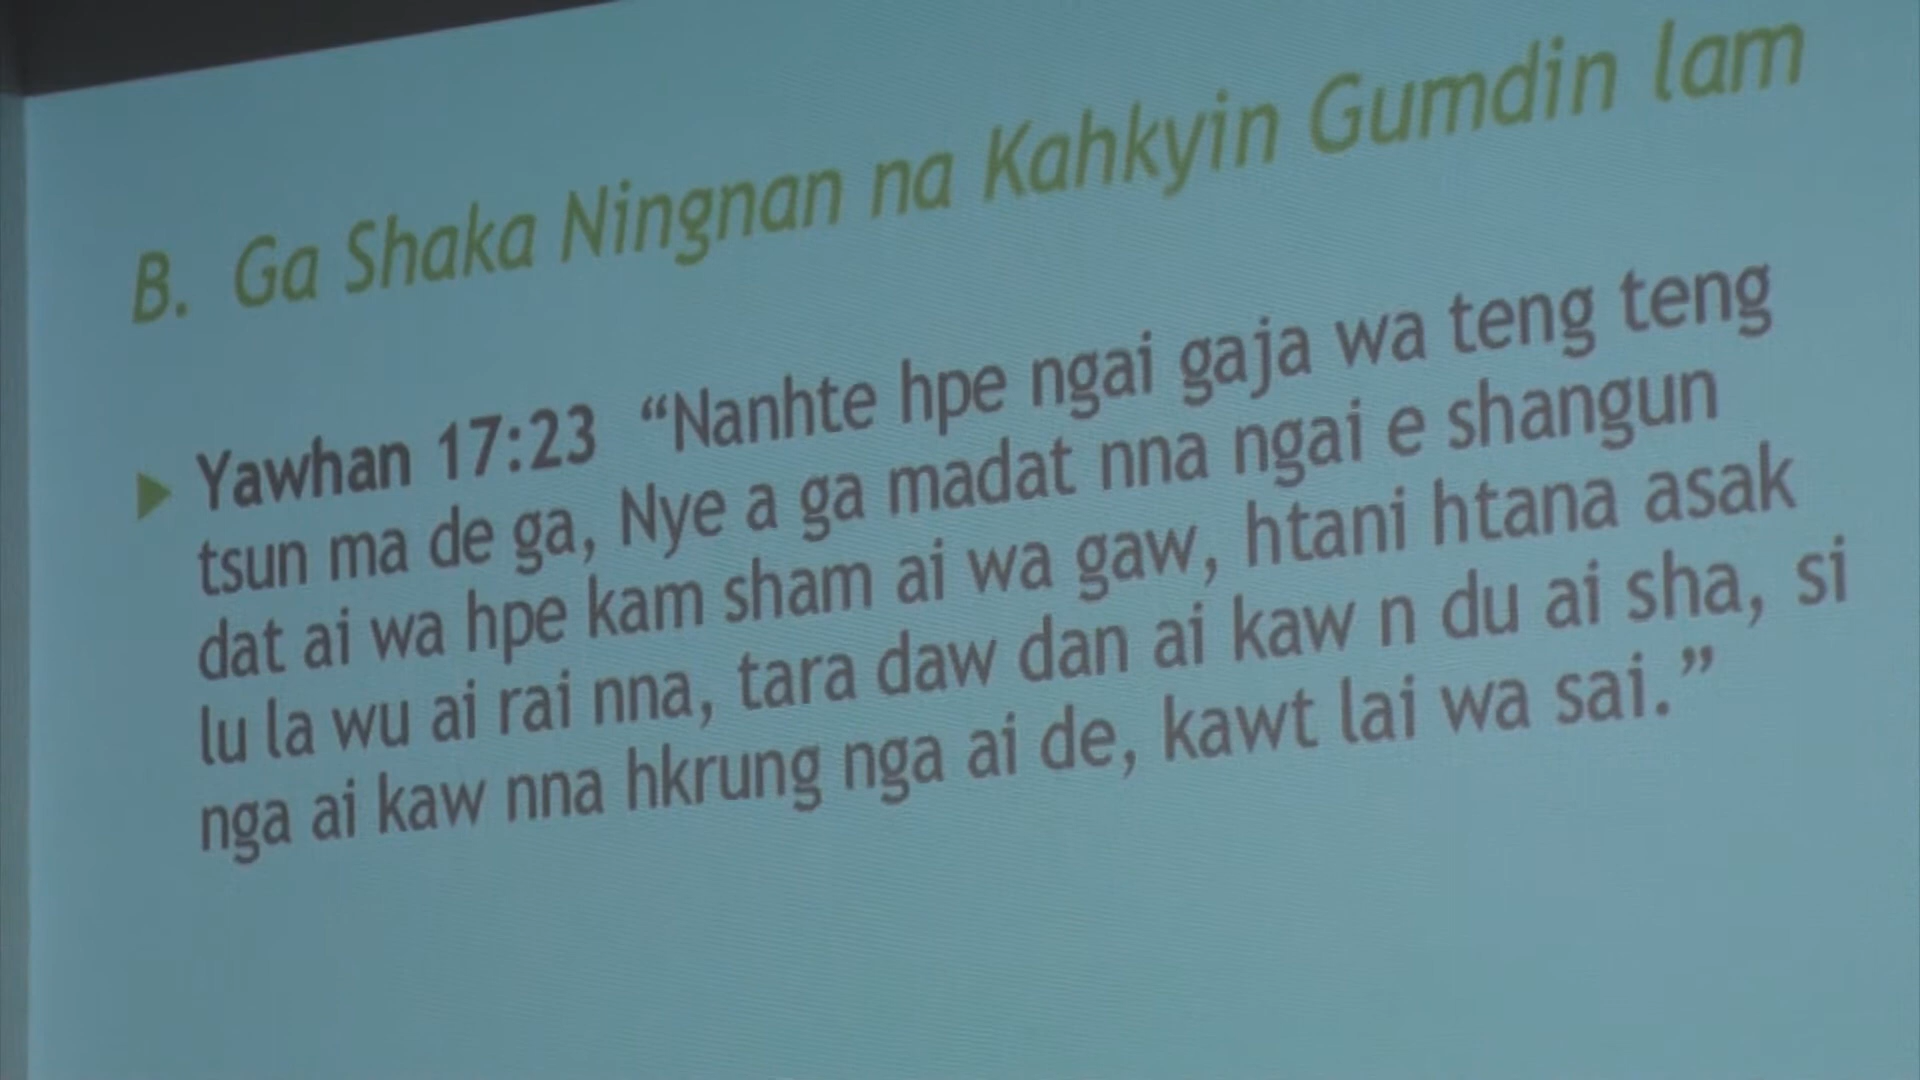 B. Ga Shaka Ningnan na Kahkyin Gumdin lam
Yawhan 17:23 “Nanhte hpe ngai gaja wa teng teng
tsun ma de ga, Nye a ga madat nna ngai e shangun
dat ai wa hpe kam sham ai wa gaw, htani htana asak
lu la wu ai rai nna, tara daw dan ai kaw n du ai sha, si
nga ai kaw nna hkrung nga ai de, kawt lai wa sai.”